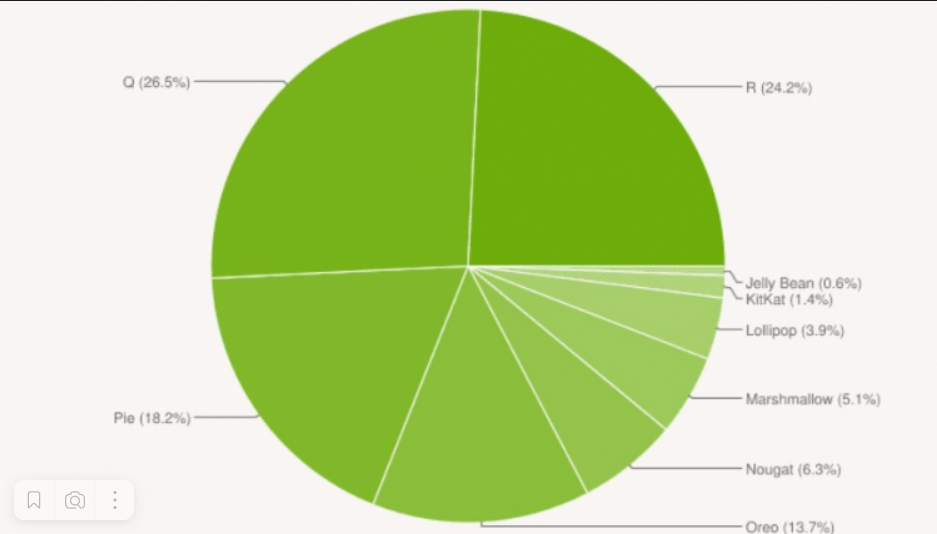 Q (26.5%)
R (24.2%)
Jelly Bean (0.6%)
KitKat (1.4%)
Lollipop (3.9%)
Marshmallow (5.1%)
Pie (18.2%)
Nougat (6.3%)
Oreo (13.7%)